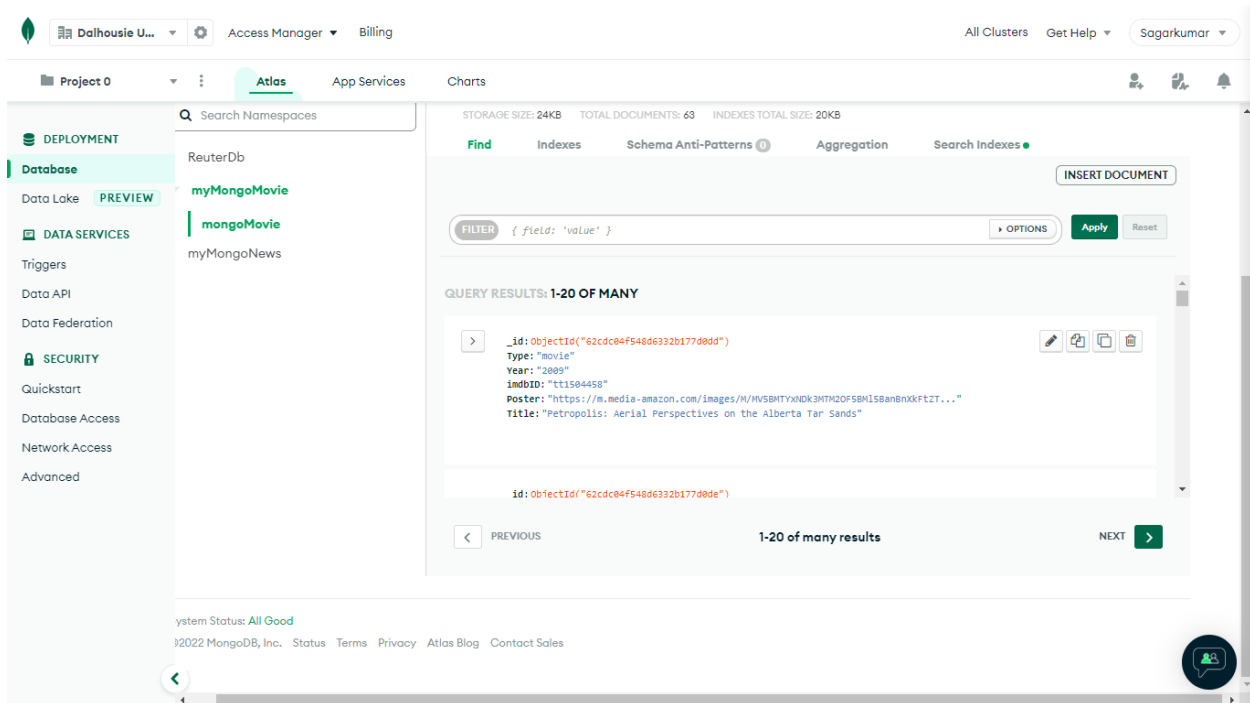 Dalhousie U... Access Manager Billing All Clusters Get Help Sagarkumar
Project 0 Atlas App Services Charts
DEPLOYMENT
Database
Data Lake PREVIEW
DATA SERVICES
Triggers
Data API
Data Federation
SECURITY
Quickstart
Database Access
Network Access
Advanced
Search Namespaces
ReuterDb
myMongoMovie
mongoMovie
myMongoNews
STORAGE SIZE: 24KB TOTAL DOCUMENTS: 63 INDEXES TOTAL SIZE: 20KB
Find Indexes Schema Anti-Patterns 0 Aggregation Search Indexes
INSERT DOCUMENT
FILTER { field: 'value' } OPTIONS Apply Reset
QUERY RESULTS: 1-20 OF MANY
_id: ObjectId("62cdc04f548d6332b177d0dd")
Type: "movie"
Year: "2009"
imdbID: "tt1504458"
Poster: "https://m.media-amazon.com/images/M/MV5BMTYxNDk3MTM2OF5BMl5BanBnXkFtZT..."
Title: "Petropolis: Aerial Perspectives on the Alberta Tar Sands"
id: ObjectId("62cdc04f548d6332b177d0de")
PREVIOUS 1-20 of many results NEXT
ystem Status: All Good
2022 MongoDB, Inc. Status Terms Privacy Atlas Blog Contact Sales